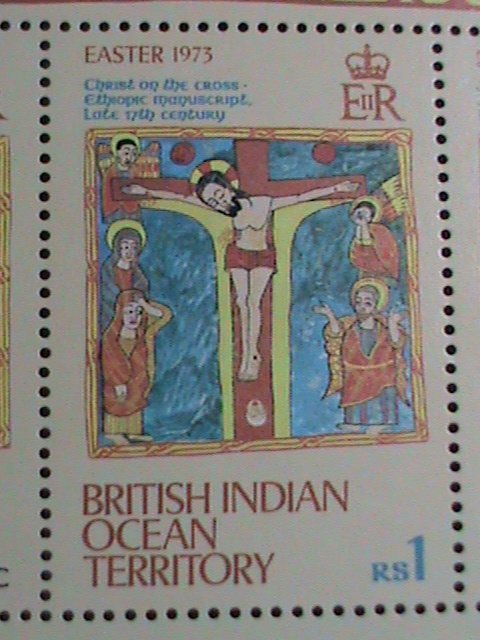 EASTER 1973
Christ on the cross -
Ethiopic manuscript,
Late 17th century
EIIR
BRITISH INDIAN
OCEAN
TERRITORY
RS1